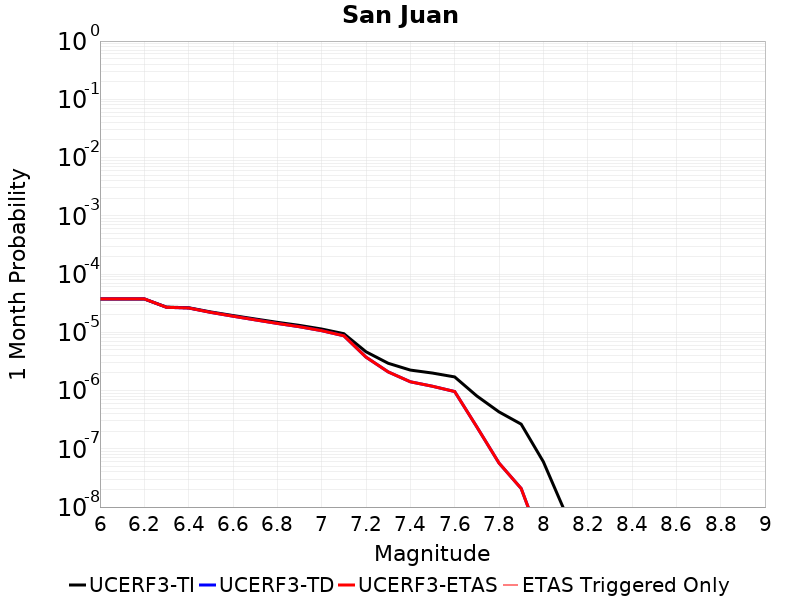 San Juan
1 Month Probability
10^0
10^-1
10^-2
10^-3
10^-4
10^-5
10^-6
10^-7
10^-8
6 6.2 6.4 6.6 6.8 7 7.2 7.4 7.6 7.8 8 8.2 8.4 8.6 8.8 9
Magnitude
UCERF3-TI UCERF3-TD UCERF3-ETAS ETAS Triggered Only